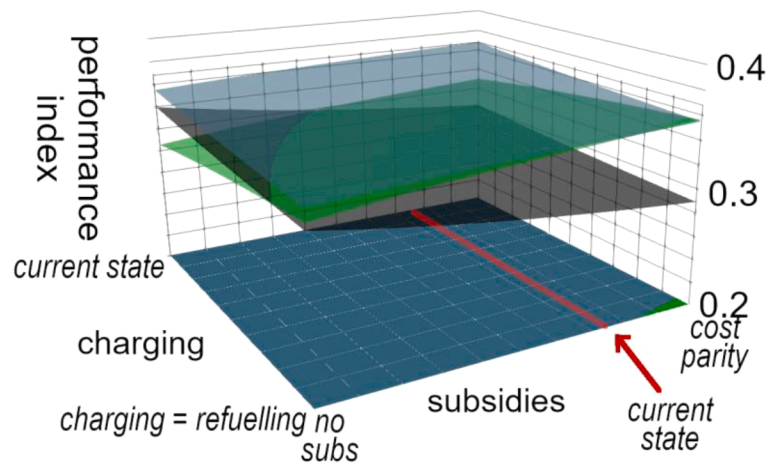 performance
index
0.4
0.3
0.2
current state
charging
charging = refuelling
no
subs
subsidies
cost
parity
current
state